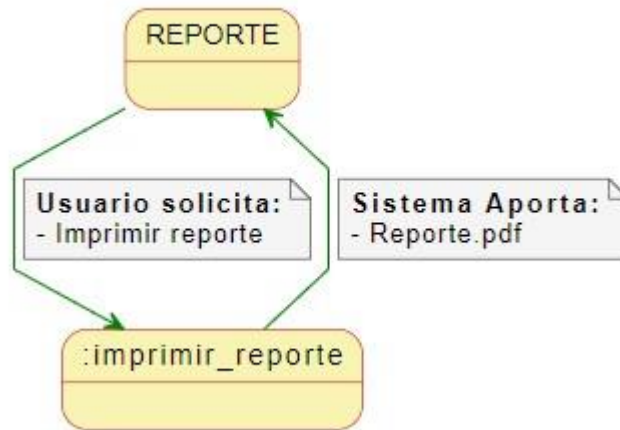 REPORTE
Usuario solicita:
- Imprimir reporte
Sistema Aporta:
- Reporte.pdf
:imprimir_reporte